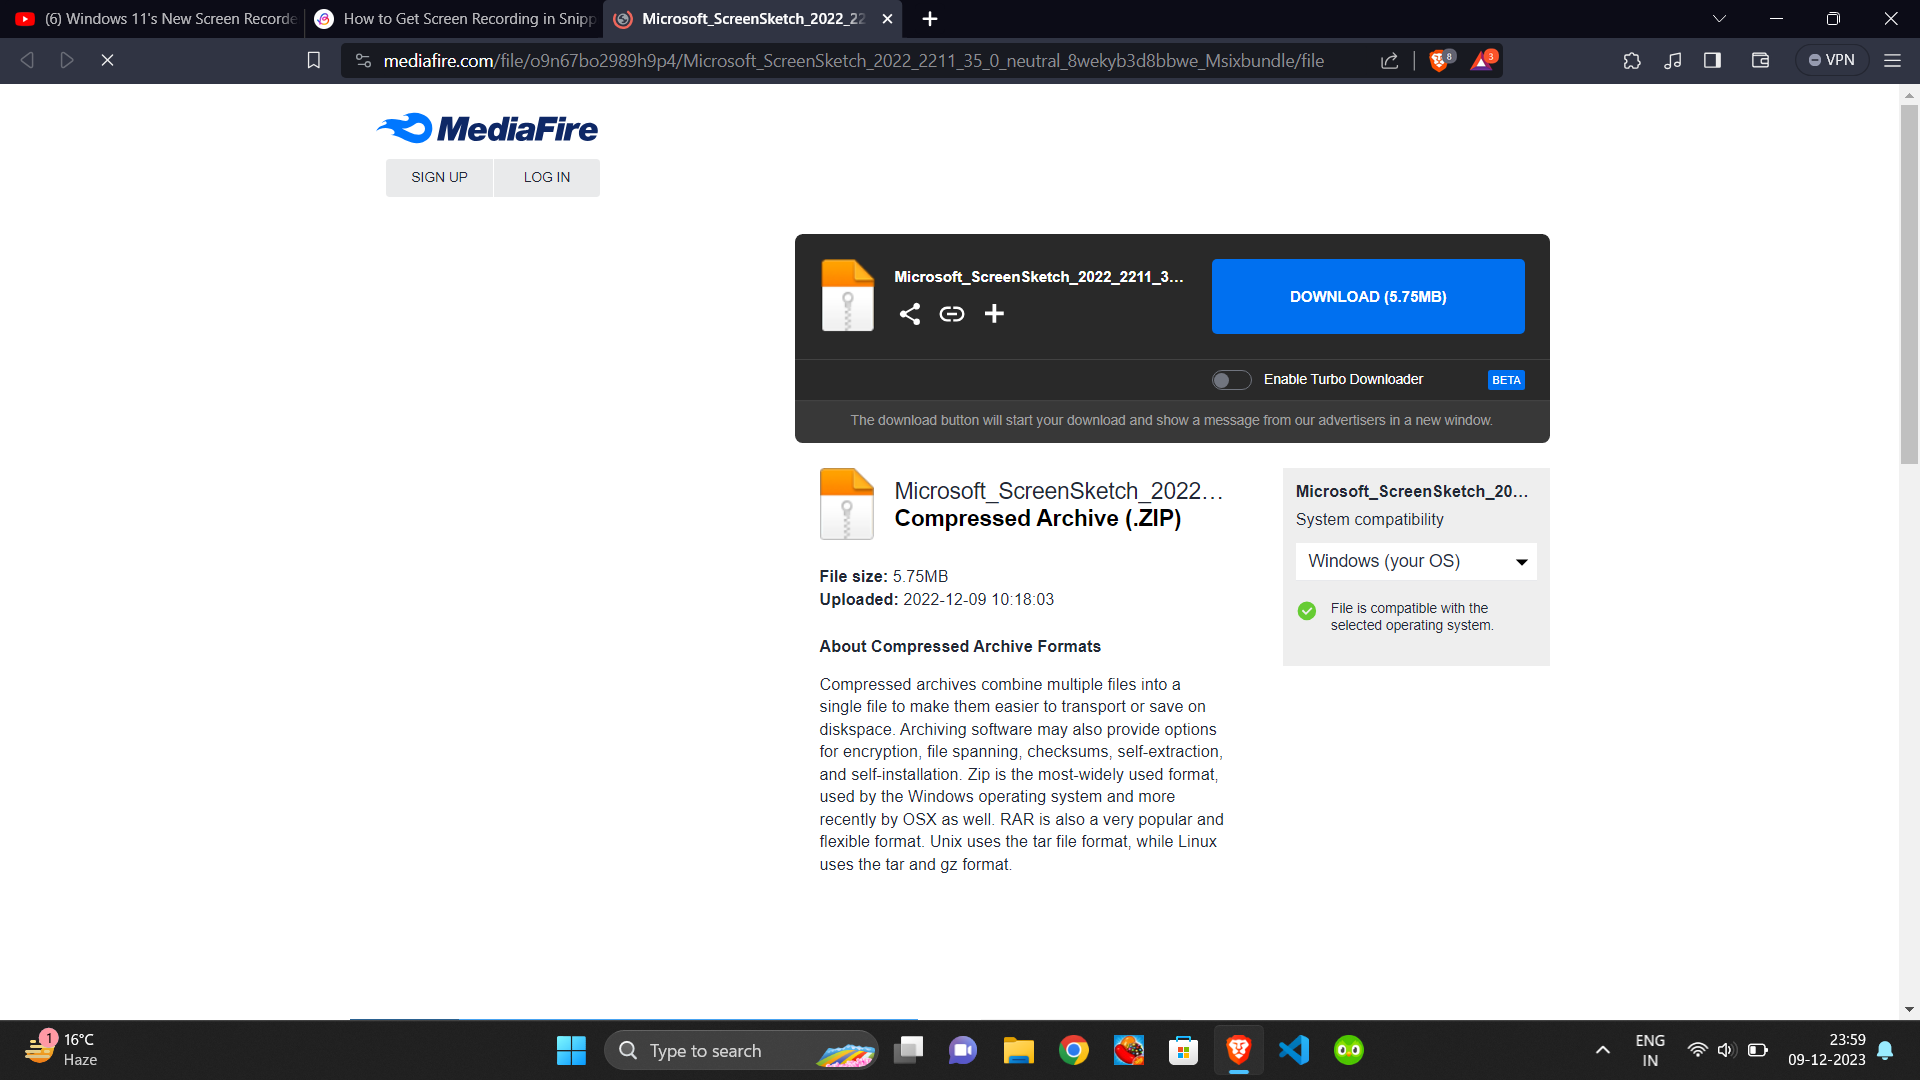 (6) Windows 11's New Screen Recorde
How to Get Screen Recording in Snipp
Microsoft_ScreenSketch_2022_22
mediafire.com/file/o9n67bo2989h9p4/Microsoft_ScreenSketch_2022_2211_35_0_neutral_8wekyb3d8bbwe_Msixbundle/file
8
3
VPN
MediaFire
SIGN UP
LOG IN
Microsoft_ScreenSketch_2022_2211_3...
DOWNLOAD (5.75MB)
Enable Turbo Downloader
BETA
The download button will start your download and show a message from our advertisers in a new window.
Microsoft_ScreenSketch_2022...
Compressed Archive (.ZIP)
File size: 5.75MB
Uploaded: 2022-12-09 10:18:03
About Compressed Archive Formats
Compressed archives combine multiple files into a
single file to make them easier to transport or save on
diskspace. Archiving software may also provide options
for encryption, file spanning, checksums, self-extraction,
and self-installation. Zip is the most-widely used format,
used by the Windows operating system and more
recently by OSX as well. RAR is also a very popular and
flexible format. Unix uses the tar file format, while Linux
uses the tar and gz format.
Microsoft_ScreenSketch_20...
System compatibility
Windows (your OS)
File is compatible with the
selected operating system.
1
16°C
Haze
Type to search
ENG
IN
23:59
09-12-2023